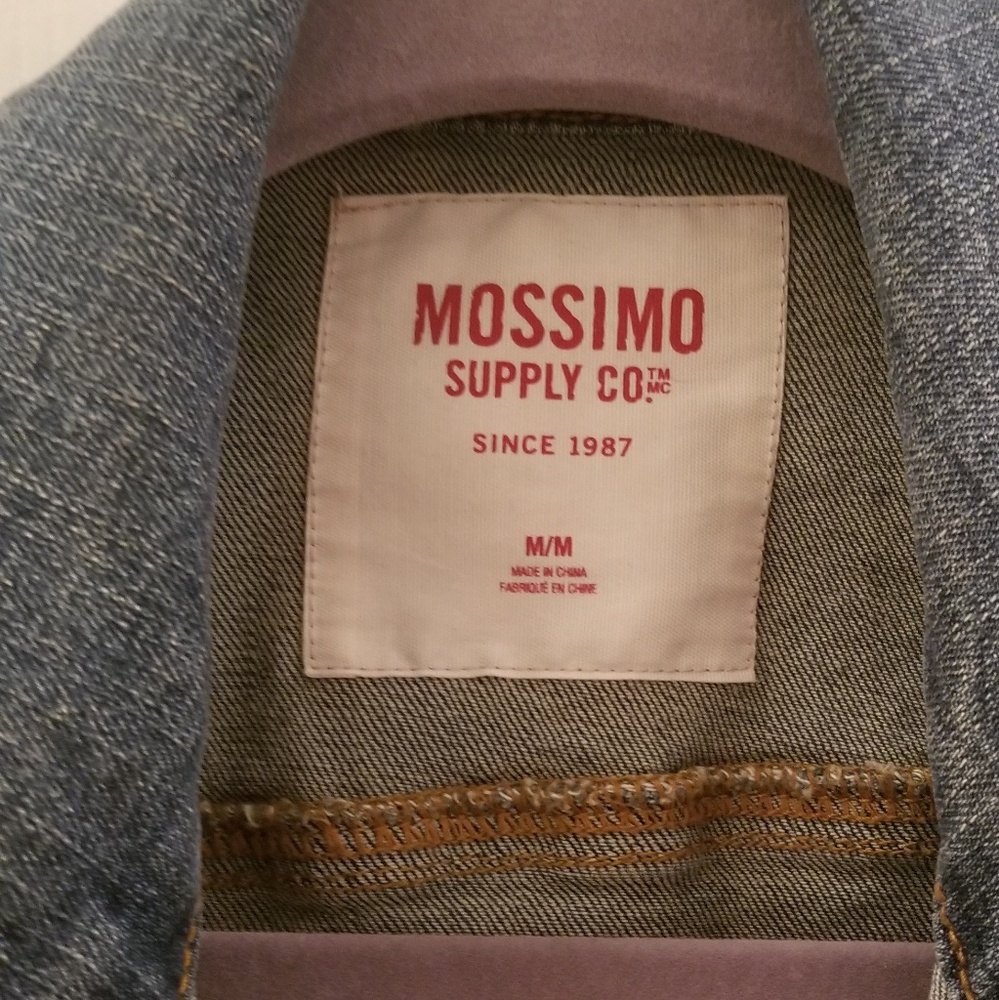 MOSSIMO
SUPPLY CO.™ MC
SINCE 1987
M/M
MADE IN CHINA
FABRIQUÉ EN CHINE